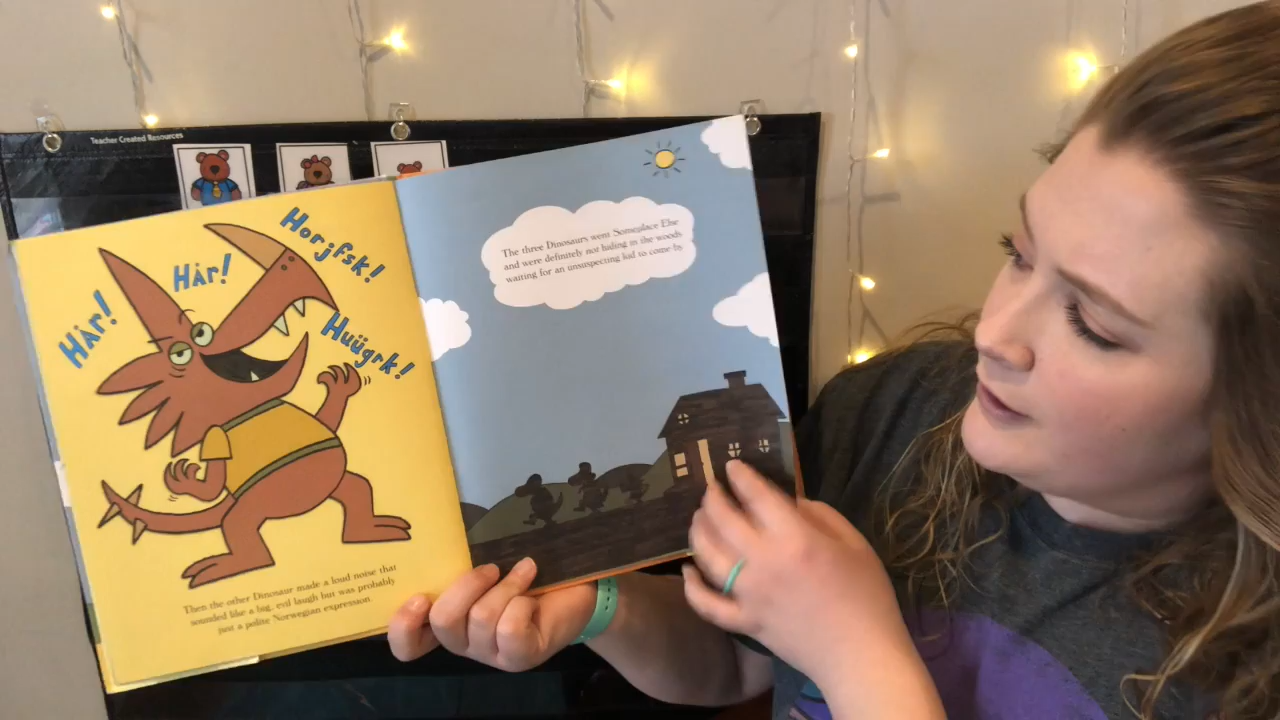 Teacher Created Resources
Hår!
Hår!
Horjfsk!
Huügrk!
Then the other Dinosaur made a loud noise that
sounded like a big, evil laugh but was probably
just a polite Norwegian expression.
The three Dinosaurs went Someplace Else
and were definitely not hiding in the woods
waiting for an unsuspecting kid to come by